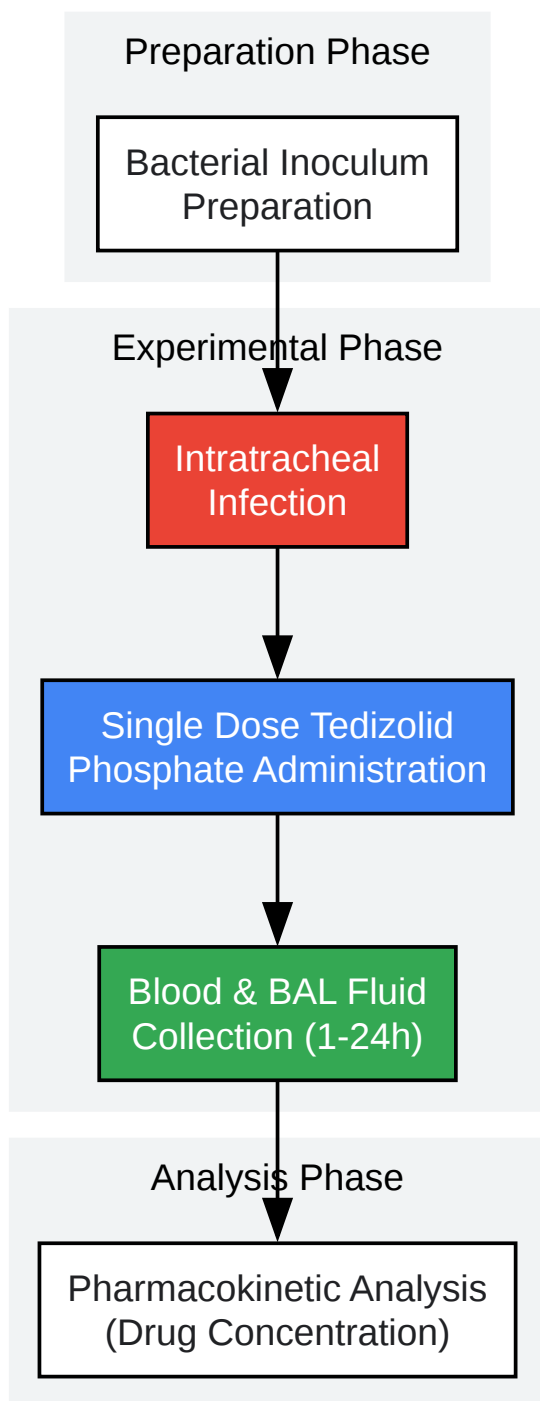 Preparation Phase
Bacterial Inoculum
Preparation
Experimental Phase
Intratracheal
Infection
Single Dose Tedizolid
Phosphate Administration
Blood & BAL Fluid
Collection (1-24h)
Analysis Phase
Pharmacokinetic Analysis
(Drug Concentration)